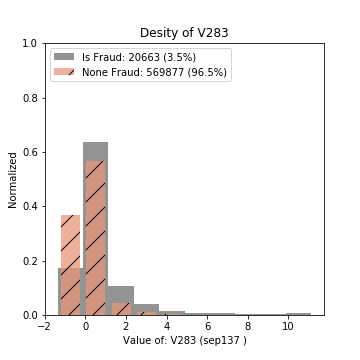 Desity of V283
Is Fraud: 20663 (3.5%)
None Fraud: 569877 (96.5%)
1.0
0.8
0.6
0.4
0.2
0.0
Normalized
−2
0
2
4
6
8
10
Value of: V283 (sep137 )